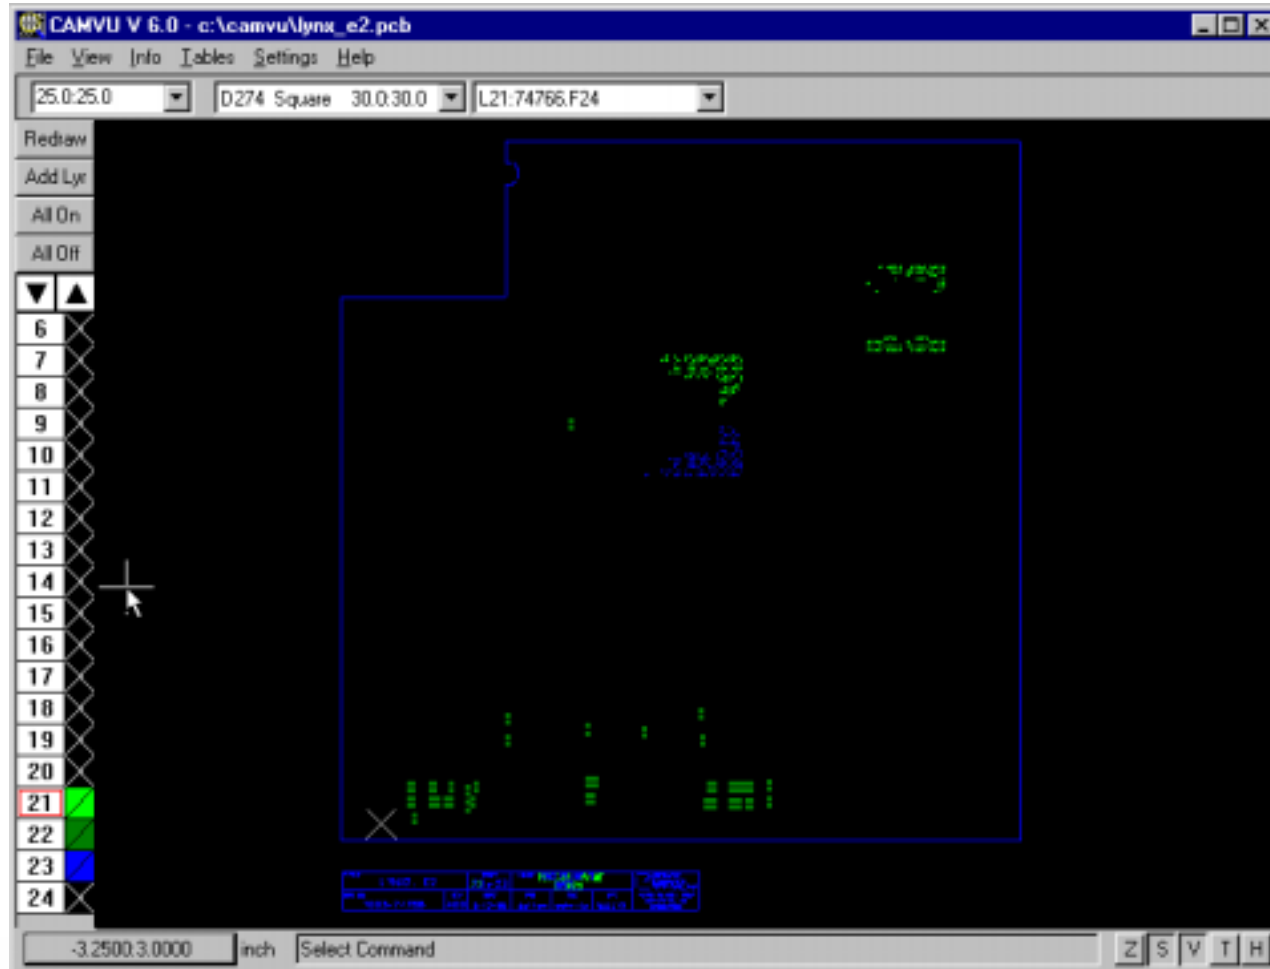 CAMVU V 6.0 - c:\camvu\lynx_e2.pcb
File View Info Tables Settings Help
25.0:25.0 D274 Square 30.0:30.0 L21:74766.F24
Redraw
Add Lyr
All On
All Off
6
7
8
9
10
11
12
13
14
15
16
17
18
19
20
21
22
23
24
-3.2500:3.0000 inch Select Command Z S V T H